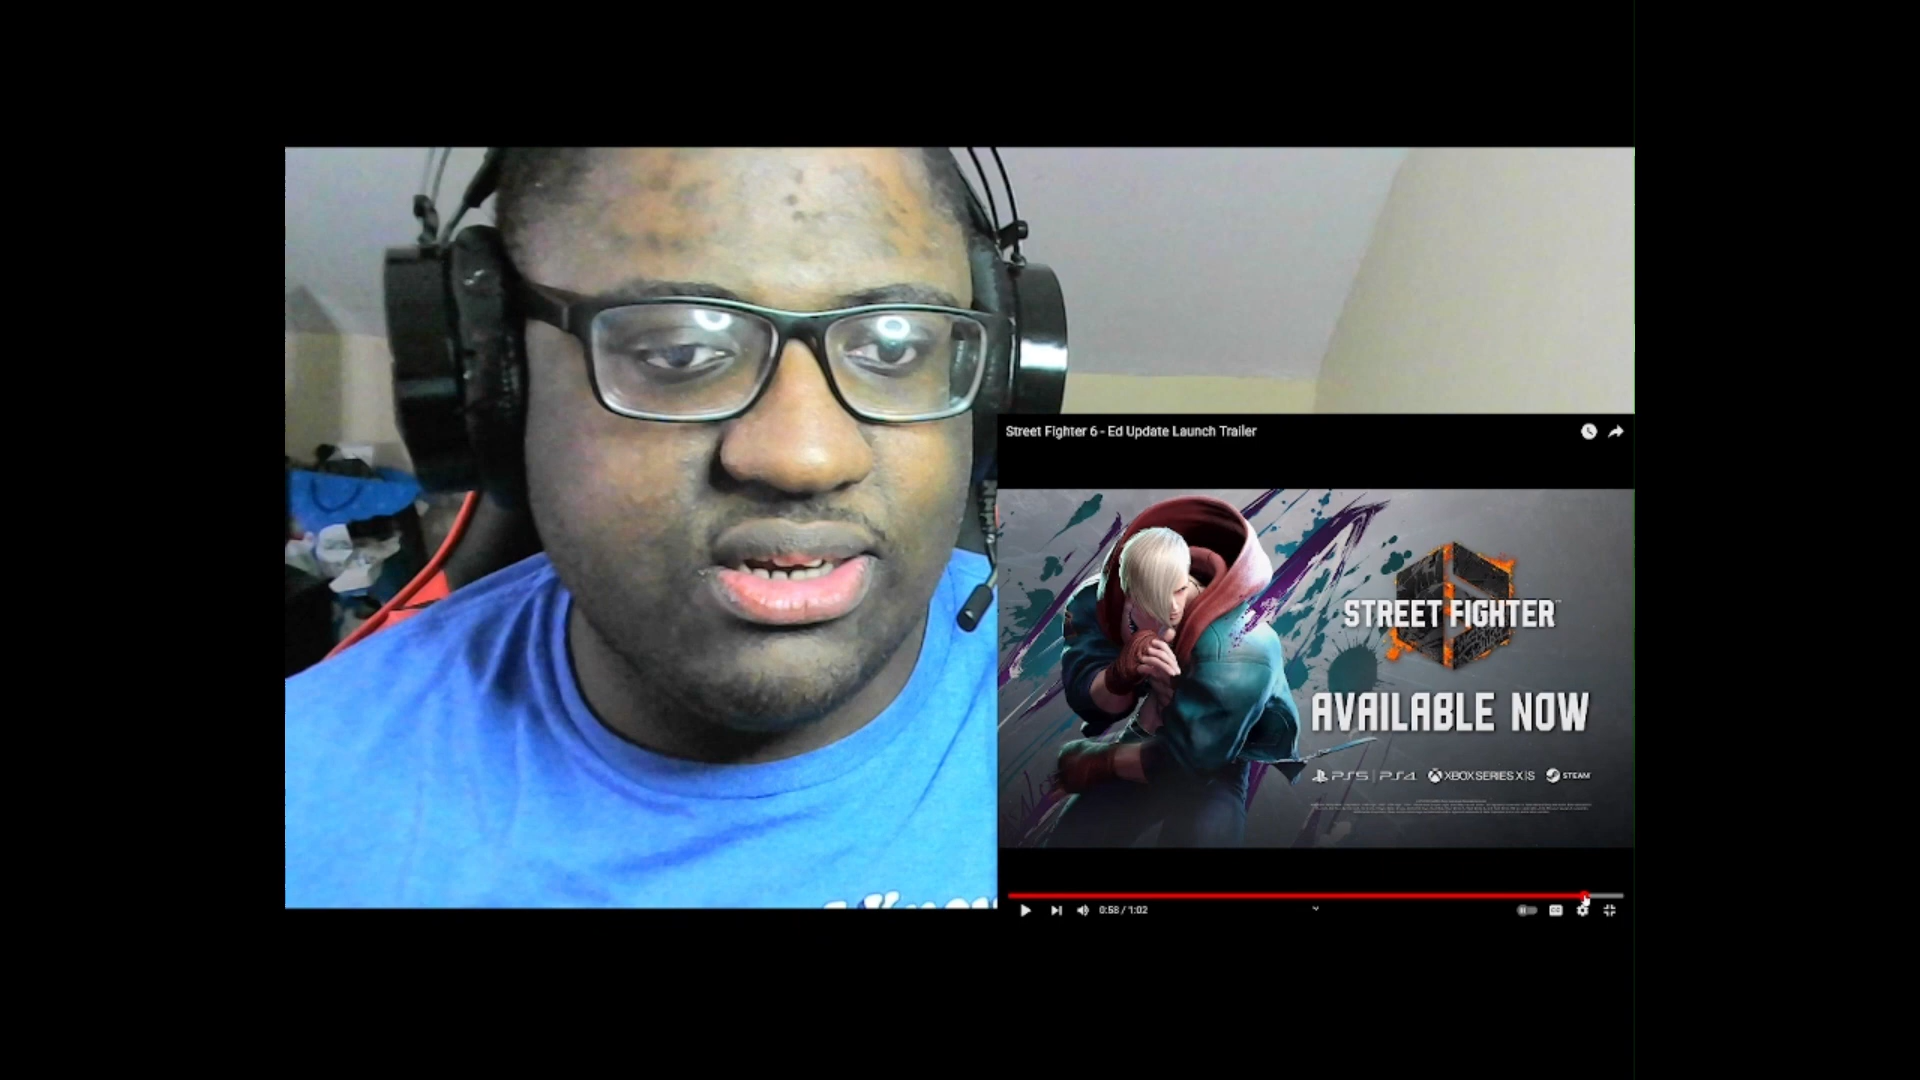 Street Fighter 6 - Ed Update Launch Trailer
STREET FIGHTER
AVAILABLE NOW
PS5 | PS4 XBOX SERIES X|S STEAM
0:58 / 1:02